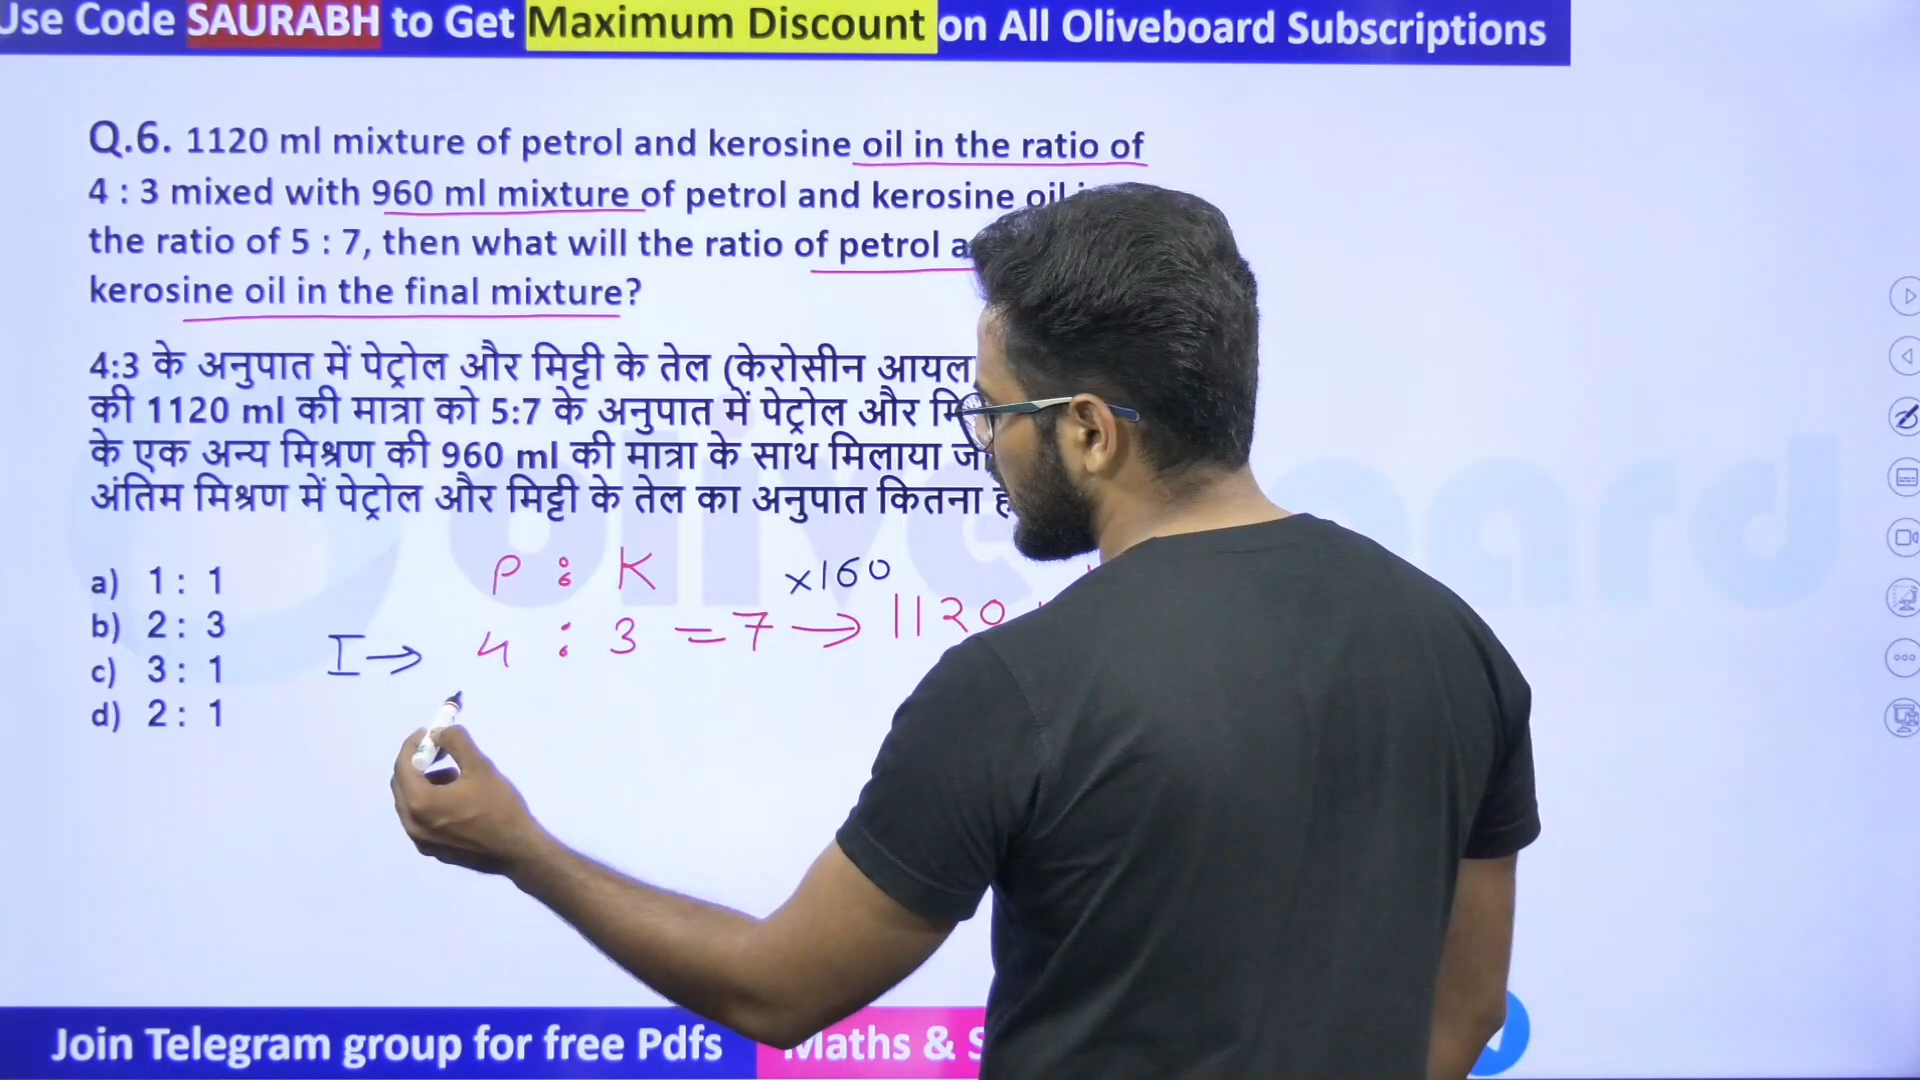 Use Code SAURABH to Get Maximum Discount on All Oliveboard Subscriptions
Q.6. 1120 ml mixture of petrol and kerosine oil in the ratio of
4 : 3 mixed with 960 ml mixture of petrol and kerosine oil
the ratio of 5 : 7, then what will the ratio of petrol
kerosine oil in the final mixture?
4:3 के अनुपात में पेट्रोल और मिट्टी के तेल (केरोसीन आयल
की 1120 ml की मात्रा को 5:7 के अनुपात में पेट्रोल और
के एक अन्य मिश्रण की 960 ml की मात्रा के साथ मिलाया
अंतिम मिश्रण में पेट्रोल और मिट्टी के तेल का अनुपात कितना
a) 1 : 1
b) 2 : 3
c) 3 : 1
d) 2 : 1
P : K ×160
I → 4 : 3 = 7 → 1120
Join Telegram group for free Pdfs Maths &